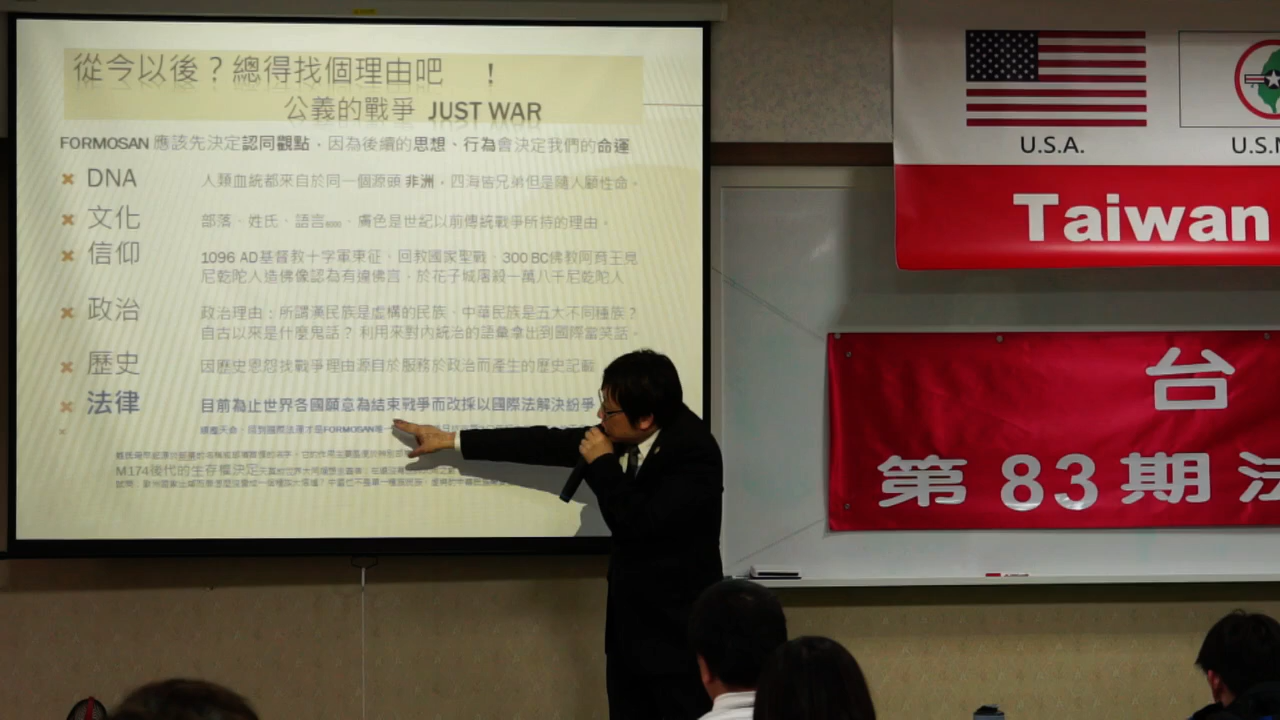 從今以後？總得找個理由吧 ！
公義的戰爭 JUST WAR
FORMOSAN 應該先決定認同觀點，因為後續的思想、行為會決定我們的命運
DNA 人類血統都來自於同一個源頭 非洲，四海皆兄弟但是隨人顧性命。
文化 部落、姓氏、語言、膚色是世紀以前傳統戰爭所持的理由。
信仰 1096 AD基督教十字軍東征、回教國家聖戰、300 BC佛教阿育王見
尼乾陀人造佛像認為有違佛言，於花子城屠殺一萬八千尼乾陀人
政治 政治理由：所謂漢民族是虛構的民族、中華民族是五大不同種族？
自古以來是什麼鬼話？ 利用來對內統治的語彙拿出到國際當笑話。
歷史 因歷史恩怨找戰爭理由源自於服務於政治而產生的歷史記載
法律 目前為止世界各國願意為結束戰爭而改採以國際法解決紛爭
M174後代的生存權決定
U.S.A.
U.S.
Taiwan
台
第 83 期 法